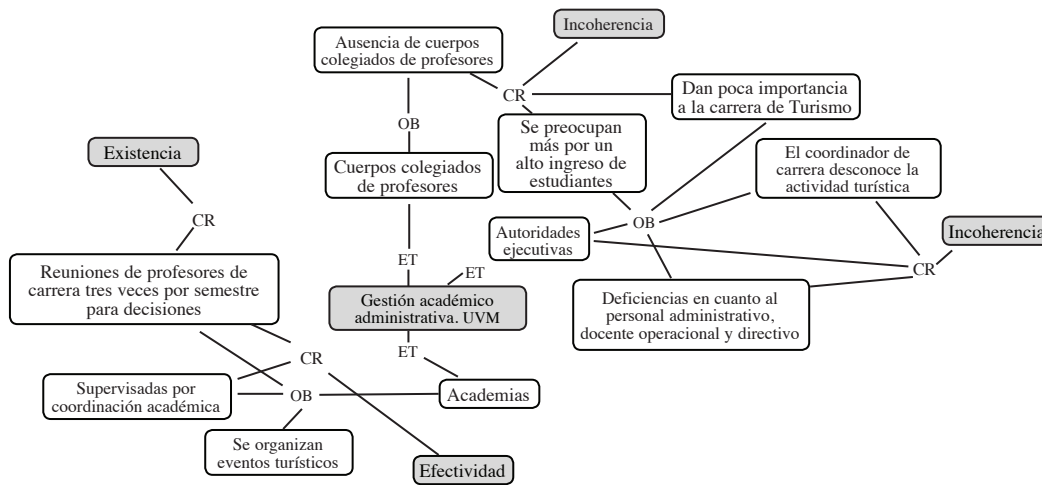 Incoherencia
Ausencia de cuerpos
colegiados de profesores
CR
Dan poca importancia
a la carrera de Turismo
OB
Se preocupan
más por un
alto ingreso de
estudiantes
Existencia
Cuerpos colegiados
de profesores
El coordinador de
carrera desconoce la
actividad turística
CR
OB
Autoridades
ejecutivas
Incoherencia
Reuniones de profesores de
carrera tres veces por semestre
para decisiones
ET
ET
CR
Gestión académico
administrativa. UVM
Deficiencias en cuanto al
personal administrativo,
docente operacional y directivo
CR
ET
Supervisadas por
coordinación académica
OB
Academias
Se organizan
eventos turísticos
Efectividad